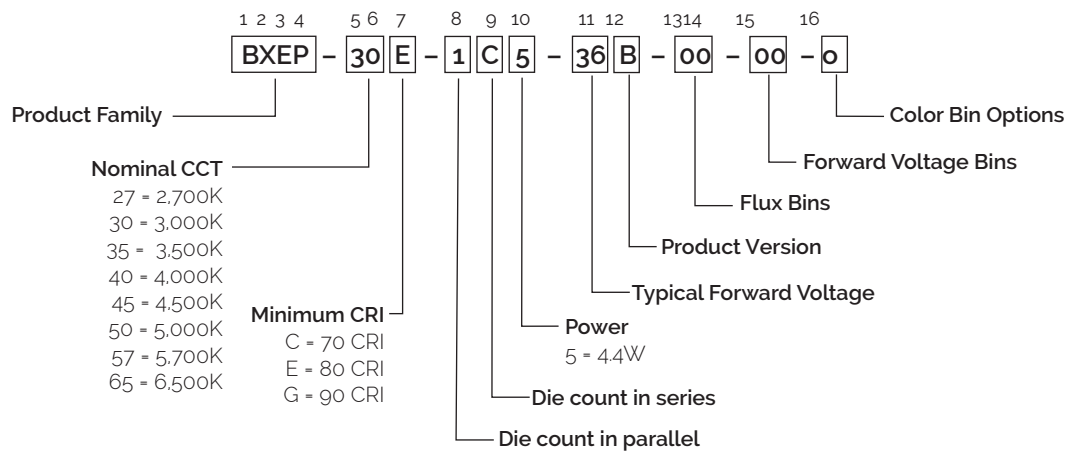 1 2 3 4 5 6 7 8 9 10 11 12 1314 15 16
BXEP – 30 E – 1 C 5 – 36 B – 00 – 00 – 0
Product Family
Color Bin Options
Nominal CCT
27 = 2,700K
30 = 3,000K
35 = 3,500K
40 = 4,000K
45 = 4,500K
50 = 5,000K
57 = 5,700K
65 = 6,500K
Forward Voltage Bins
Flux Bins
Product Version
Typical Forward Voltage
Minimum CRI
C = 70 CRI
E = 80 CRI
G = 90 CRI
Power
5 = 4.4W
Die count in series
Die count in parallel